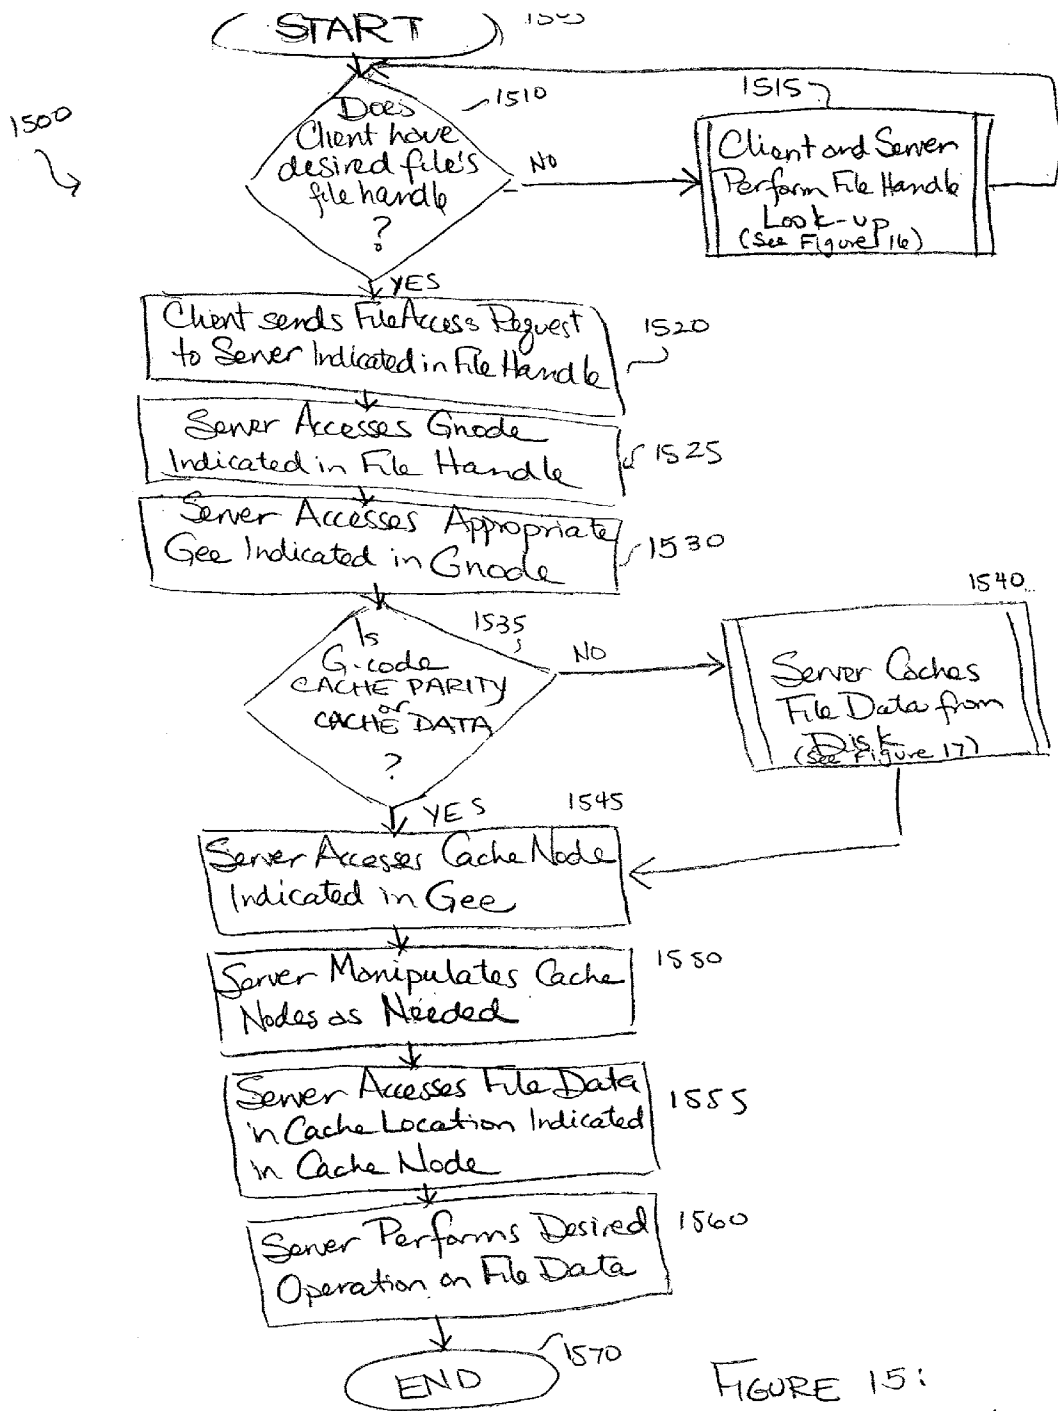 START
1500
Does
Client have
desired file's
file handle
?
1510
NO
1515
Client and Server
Perform File Handle
Look-up
(See Figure 16)
YES
Client sends File Access Request
to Server Indicated in File Handle
1520
Server Accesses Gnode
Indicated in File Handle
1525
Server Accesses Appropriate
Gee Indicated in Gnode
1530
Is
G-code
CACHE PARITY
or
CACHE DATA
?
1535
NO
1540
Server Caches
File Data from
Disk
(See Figure 17)
YES
1545
Server Accesses Cache Node
Indicated in Gee
Server Manipulates Cache
Nodes as Needed
1550
Server Accesses File Data
in Cache Location Indicated
in Cache Node
1555
Server Performs Desired
Operation on File Data
1560
END
1570
FIGURE 15: